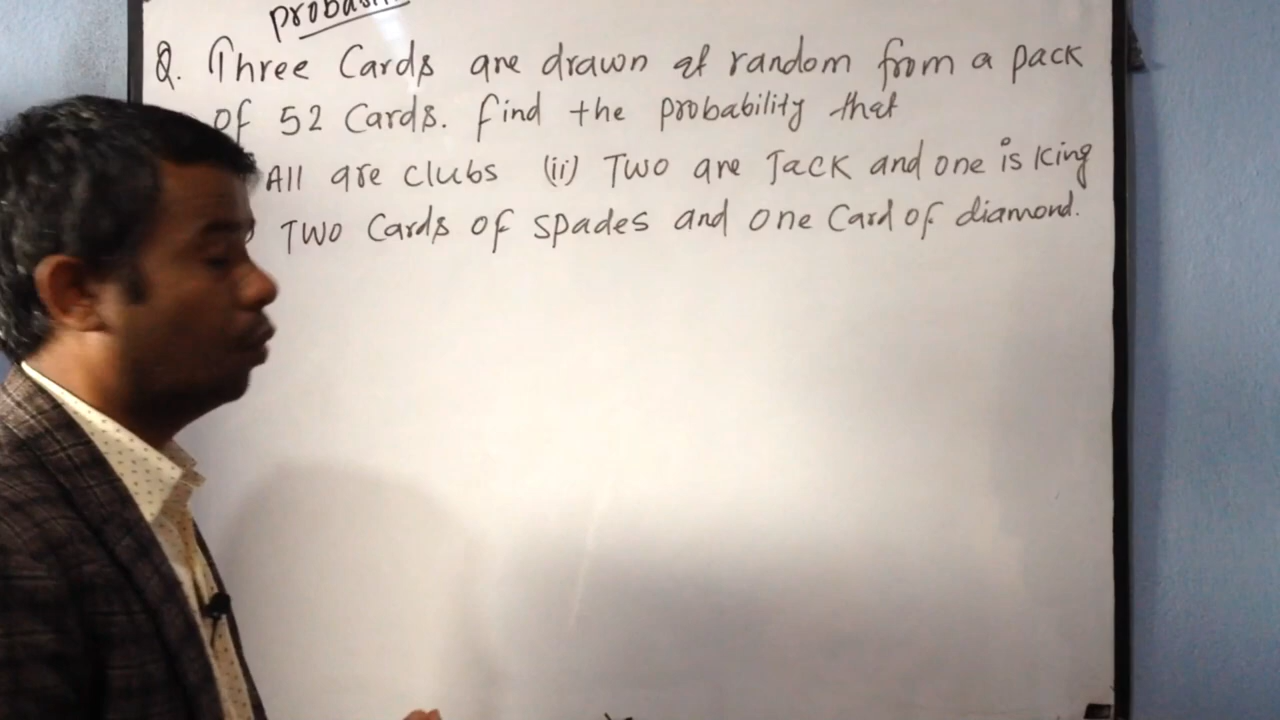 Q. Three Cards are drawn at random from a pack
of 52 Cards. find the probability that
All are clubs (ii) Two are Jack and one is king
TWO Cards of spades and one Card of diamond.